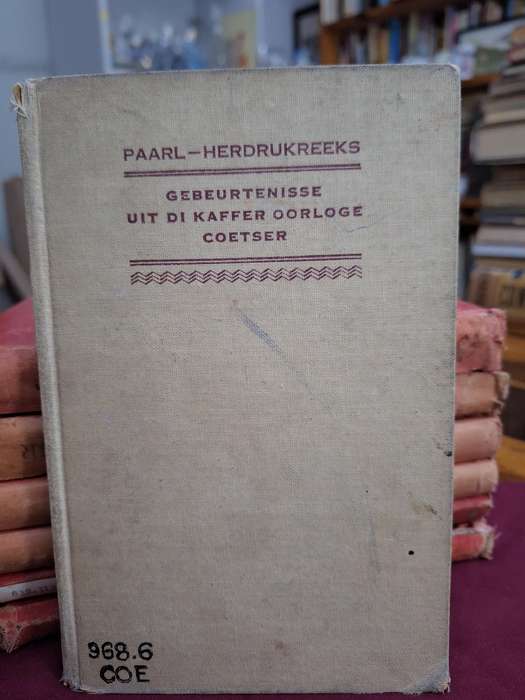 PAARL—HERDRUKREEKS
GEBEURTENISSE
UIT DI KAFFER OORLOGE
COETSER
968.6
COE